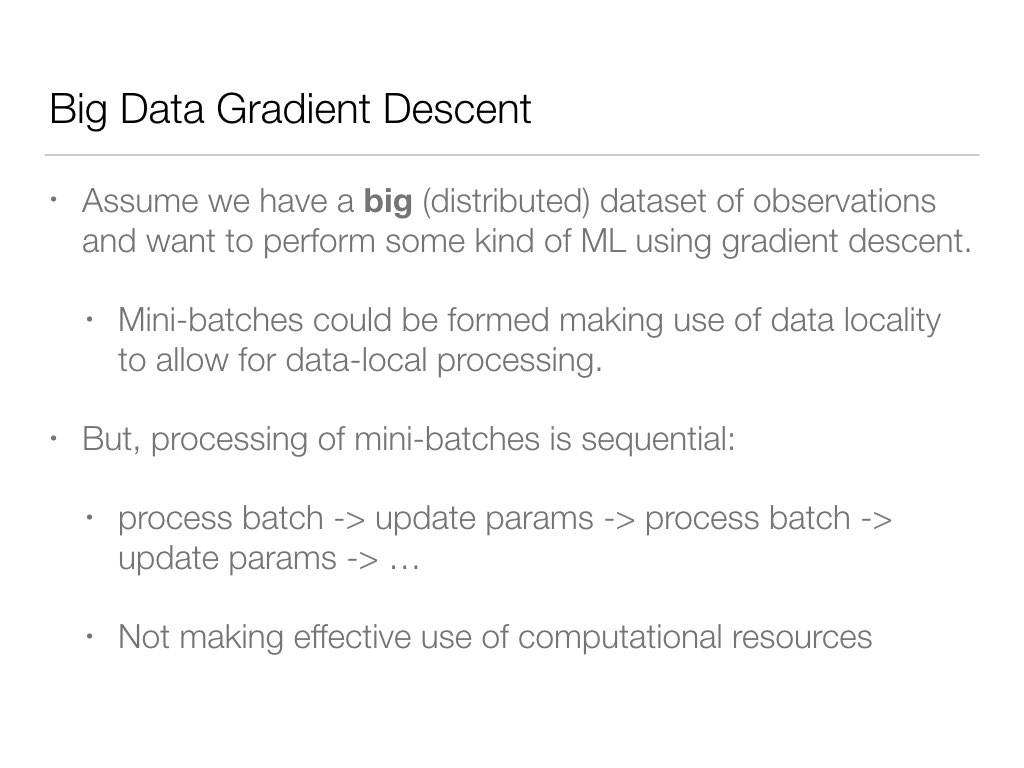 Big Data Gradient Descent
• Assume we have a big (distributed) dataset of observations
and want to perform some kind of ML using gradient descent.
• Mini-batches could be formed making use of data locality
to allow for data-local processing.
• But, processing of mini-batches is sequential:
• process batch -> update params -> process batch ->
update params -> …
• Not making effective use of computational resources